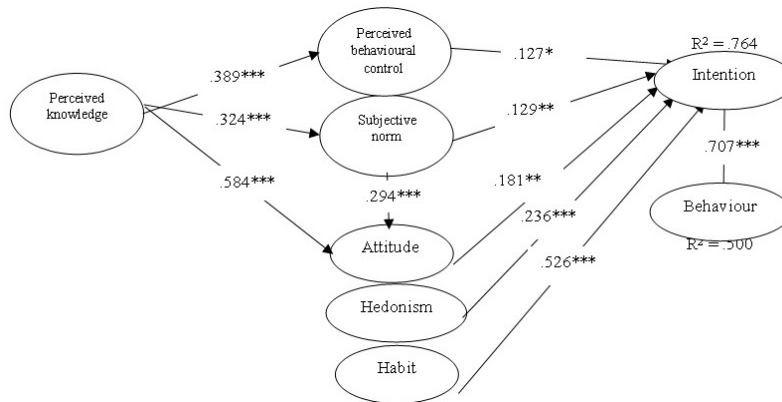 Perceived
behavioural
control
R² = .764
.127*
Intention
.389***
Perceived
knowledge
Subjective
norm
.129**
.324***
.707***
.181**
.584***
.294***
Behaviour
.236***
Attitude
R² = .500
.526***
Hedonism
Habit